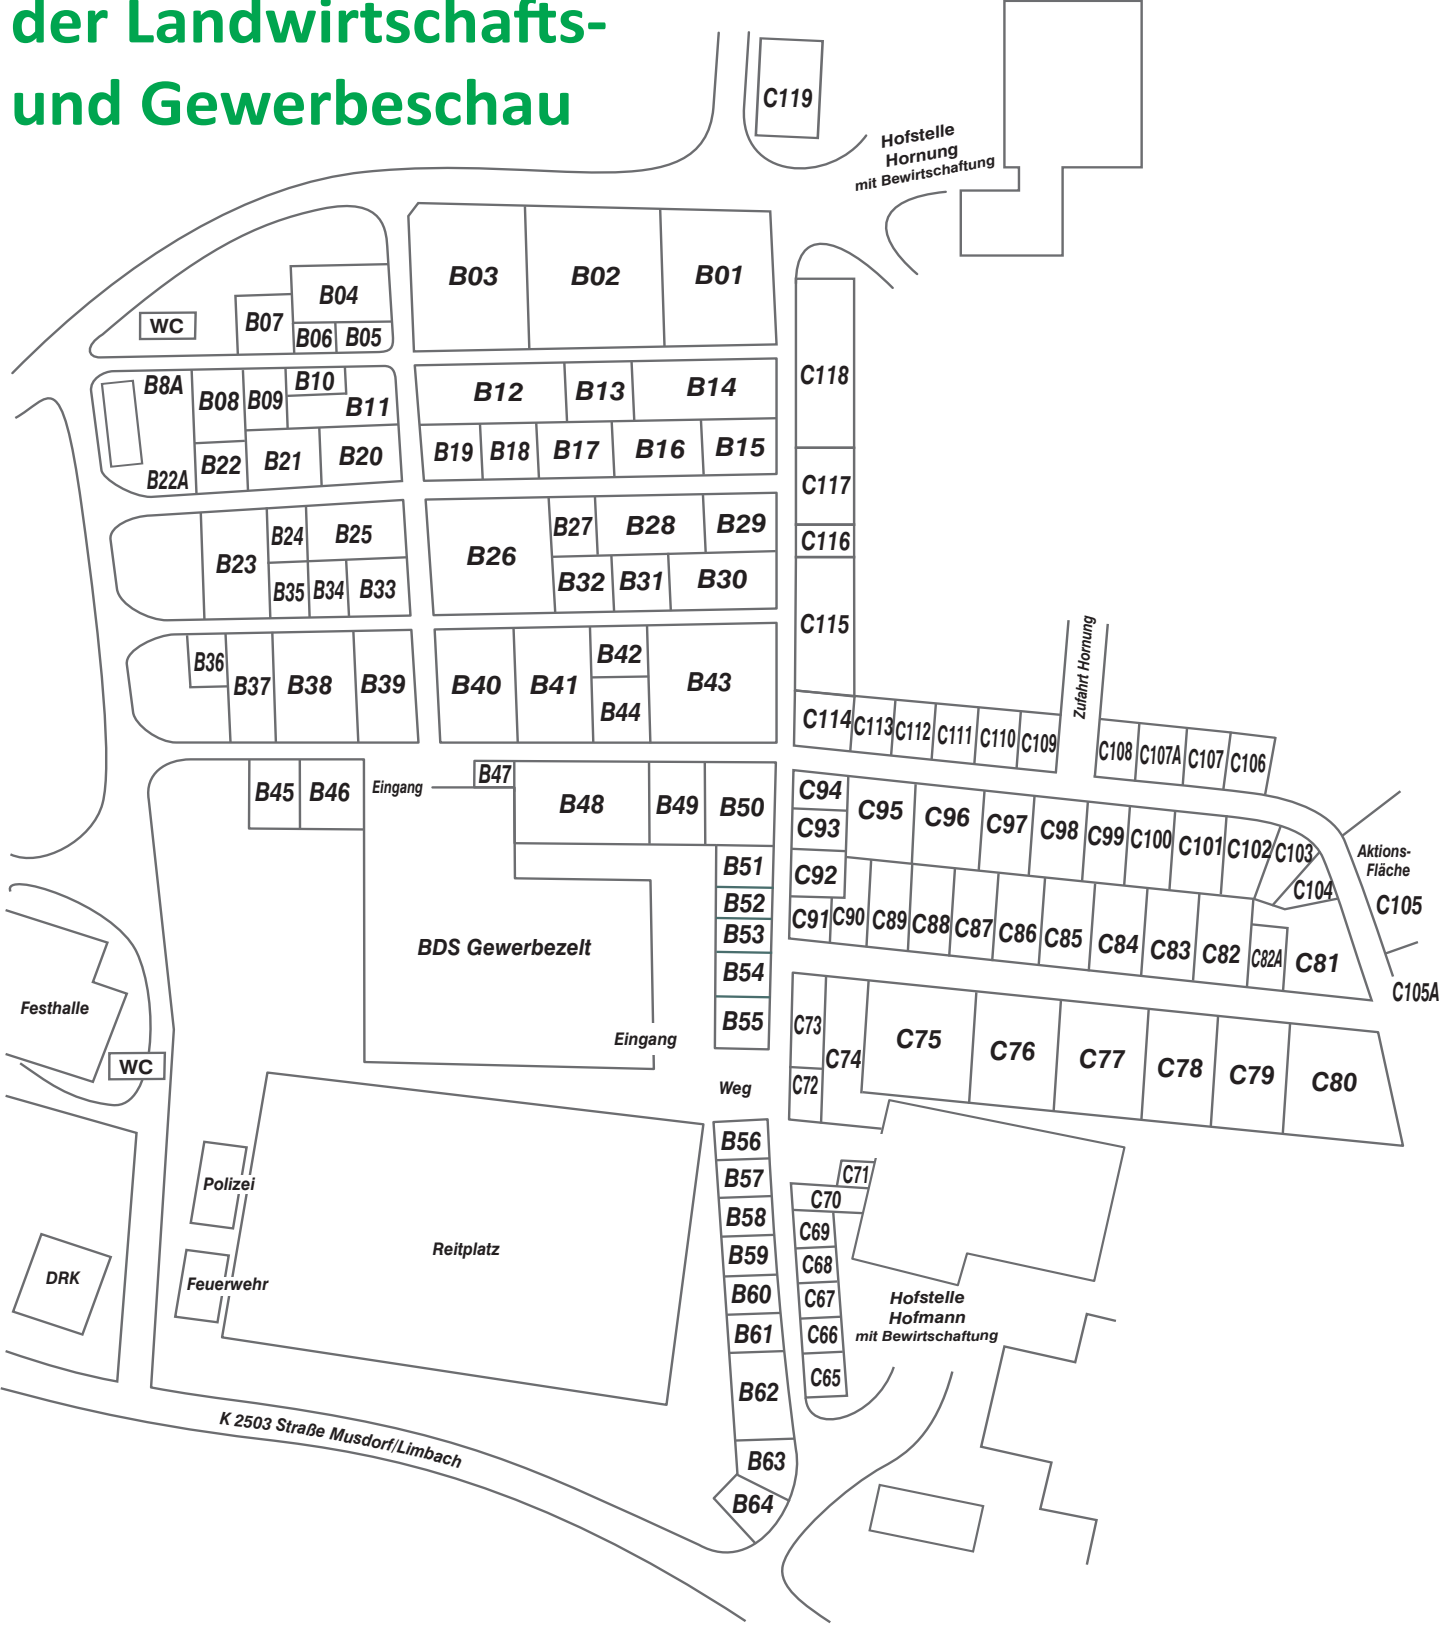 der Landwirtschafts-
und Gewerbeschau
C119
Hofstelle
Hornung
mit Bewirtschaftung
B03
B02
B01
B04
B07
B06
B05
WC
C118
B8A
B08
B09
B10
B11
B12
B13
B14
B22A
B22
B21
B20
B19
B18
B17
B16
B15
C117
C116
B23
B24
B25
B35
B34
B33
B26
B27
B28
B29
B32
B31
B30
C115
Zufahrt Hornung
B36
B37
B38
B39
B40
B41
B42
B44
B43
C114
C113
C112
C111
C110
C109
C108
C107A
C107
C106
B45
B46
Eingang
B47
B48
B49
B50
C94
C93
C92
C95
C96
C97
C98
C99
C100
C101
C102
C103
C104
Aktions-
Fläche
C105
C105A
B51
B52
B53
B54
B55
C91
C90
C89
C88
C87
C86
C85
C84
C83
C82
C82A
C81
BDS Gewerbezelt
Eingang
Festhalle
WC
C73
C72
C74
C75
C76
C77
C78
C79
C80
Weg
B56
B57
B58
B59
B60
B61
B62
B63
B64
C71
C70
C69
C68
C67
C66
C65
Polizei
Feuerwehr
Reitplatz
DRK
Hofstelle
Hofmann
mit Bewirtschaftung
K 2503 Straße Musdorf/Limbach